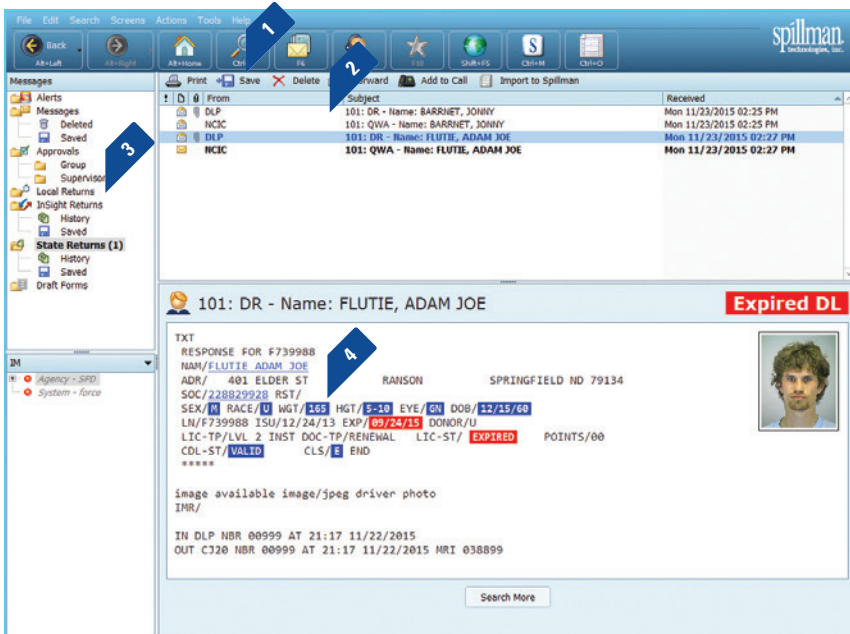 File Edit Search Screens Actions Tools Help
1
Back
Alt+Left
Alt+Right
Alt+Home
F6
F10
Shift+F5
S
Ctrl+M
Ctrl+O
spillman
technologies, inc.
Messages
Print Save Delete Add to Call Import to Spillman
2
Alerts
Messages
Deleted
Saved
Approvals
Group
3
Local Returns
InSight Returns
History
Saved
State Returns (1)
History
Saved
Draft Forms
! From Subject Received
DLP 101: DR - Name: BARRNET, JONNY Mon 11/23/2015 02:25 PM
NCIC 101: QWA - Name: BARRNET, JONNY Mon 11/23/2015 02:25 PM
DLP 101: DR - Name: FLUTIE, ADAM JOE Mon 11/23/2015 02:27 PM
NCIC 101: QWA - Name: FLUTIE, ADAM JOE Mon 11/23/2015 02:27 PM
IM
Agency - SPD
System - force
101: DR - Name: FLUTIE, ADAM JOE Expired DL
TXT
RESPONSE FOR F739988
NAM/FLUTIE ADAM JOE
4
ADR/ 401 ELDER ST RANSON SPRINGFIELD ND 79134
SOC/228829928 RST/
SEX/M RACE/U WGT/165 HGT/5-10 EYE/GN DOB/12/15/60
LN/F739988 ISU/12/24/13 EXP/09/24/15 DONOR/U
LIC-TP/LVL 2 INST DOC-TP/RENEWAL LIC-ST/ EXPIRED POINTS/00
CDL-ST/VALID CLS/E END
*****
image available image/jpeg driver photo
IMR/
IN DLP NBR 00999 AT 21:17 11/22/2015
OUT CJ20 NBR 00999 AT 21:17 11/22/2015 MRI 038899
Search More